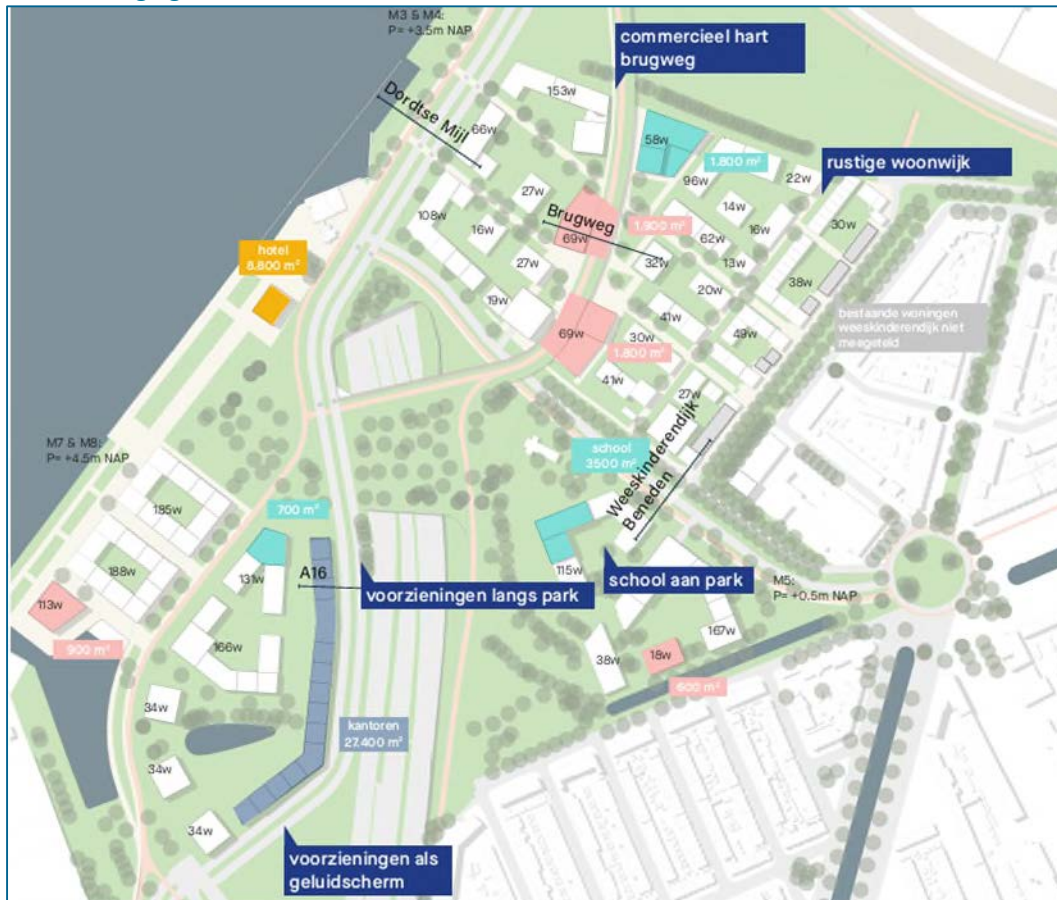 M3 & M4:
P= +3.5m NAP
commercieel hart
brugweg
Dordtse Mijl
153w
66w
58w
1.800 m²
rustige woonwijk
96w
22w
27w
14w
108w
Brugweg
1.900 m²
30w
16w
16w
62w
69w
hotel
8.800 m²
27w
32w
13w
38w
20w
19w
41w
bestaande woningen
weeskinderendijk niet
meegeteld
69w
30w
49w
1.800 m²
41w
27w
M7 & M8:
P= +4.5m NAP
school
3500 m²
Weeskinderendijk
Beneden
185w
700 m²
188w
131w
A16
voorzieningen langs park
115w
school aan park
M5:
P= +0.5m NAP
113w
900 m²
166w
167w
38w
18w
600 m²
34w
kantoren
27.400 m²
34w
34w
voorzieningen als
geluidscherm